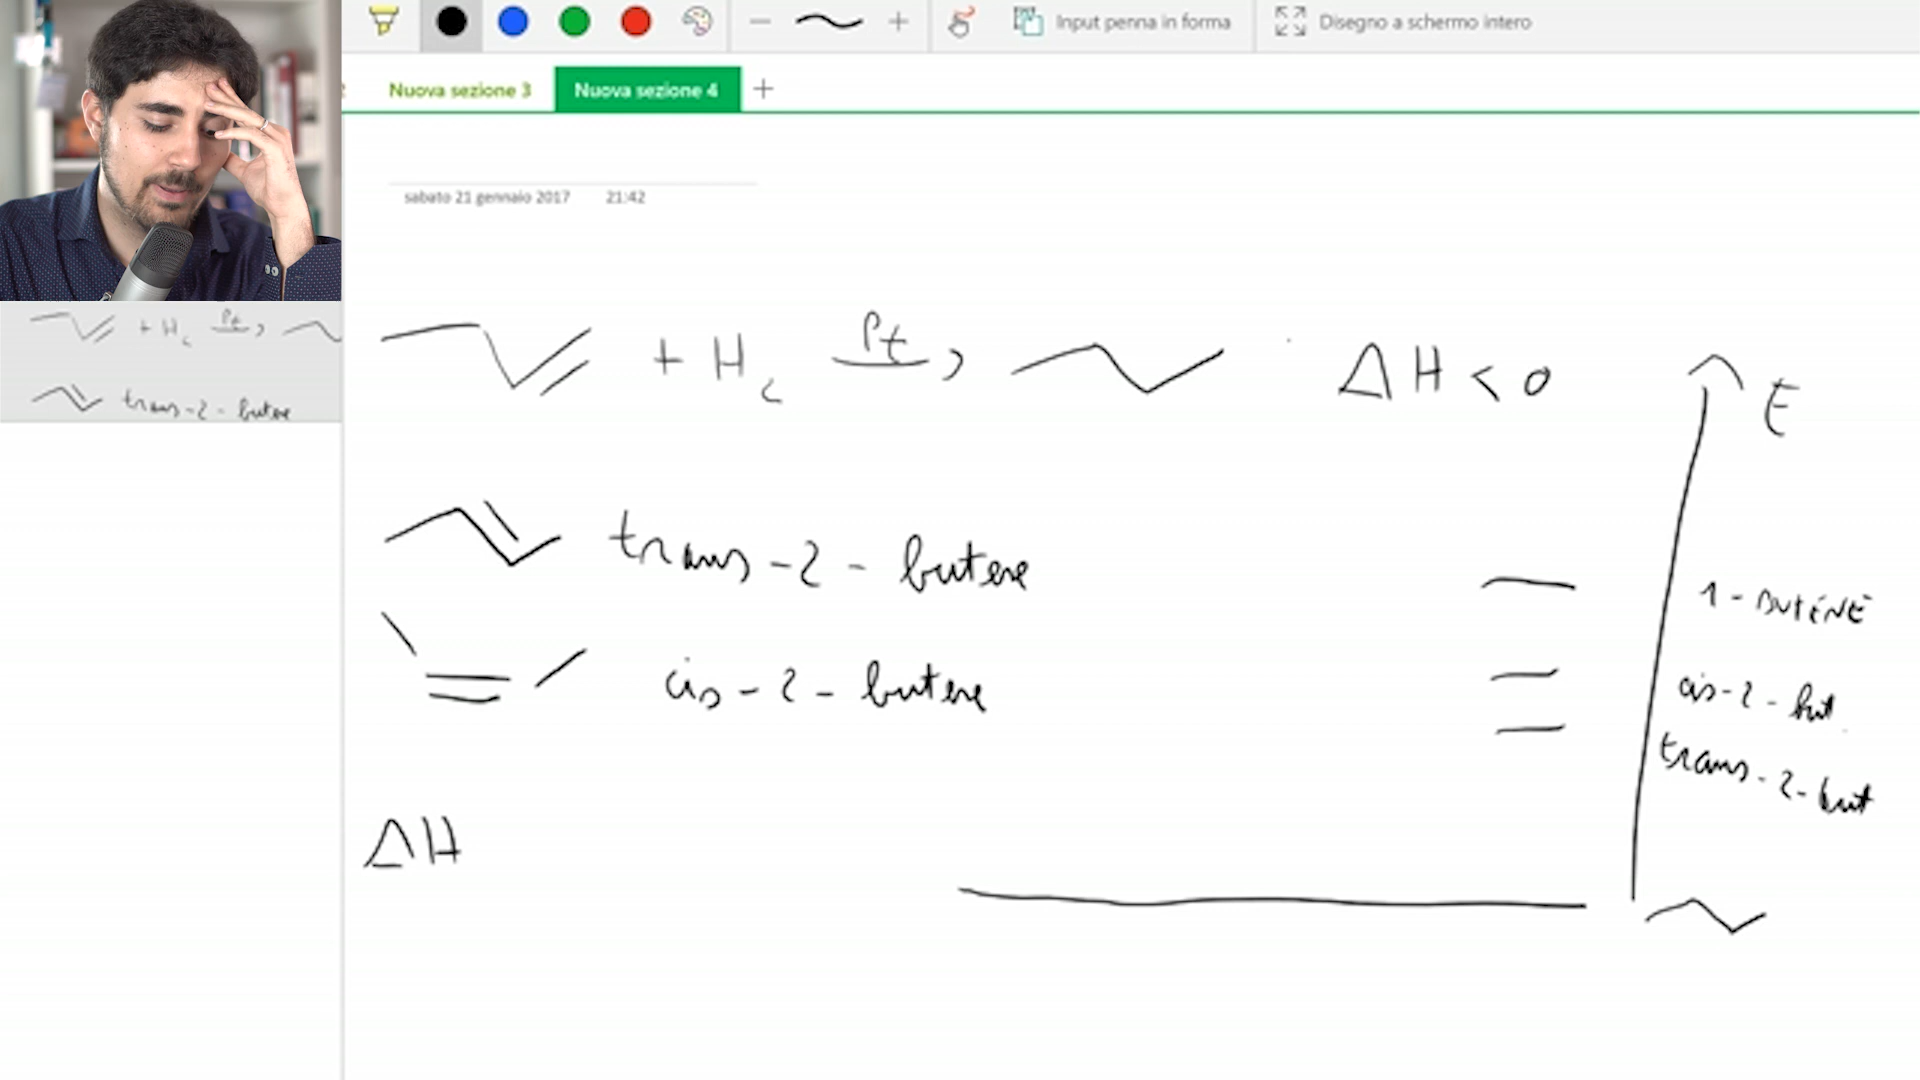 Input penna in forma
Disegno a schermo intero
Nuova sezione 3
Nuova sezione 4
sabato 21 gennaio 2017 21:42
+ H2 Pt
ΔH < 0
E
trans-2-butene
cis-2-butene
1-BUTENE
cis-2-but.
trans-2-but
ΔH
+ H2 Pt
trans-2-butene